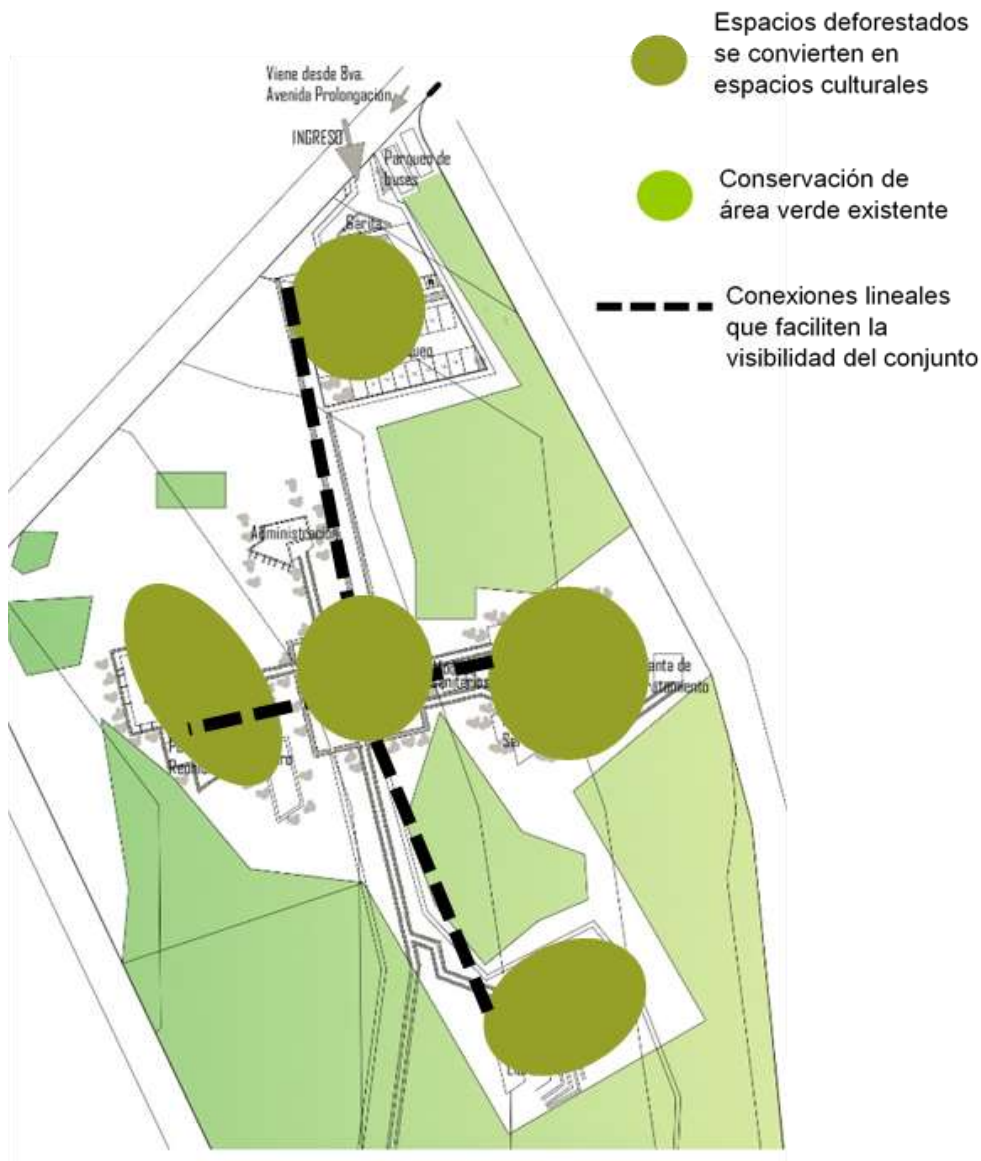 Espacios deforestados
se convierten en
espacios culturales
Viene desde 8va.
Avenida Prolongación
INGRESO
Parqueo de
buses
Conservación de
área verde existente
Garita
Conexiones lineales
que faciliten la
visibilidad del conjunto
Administración